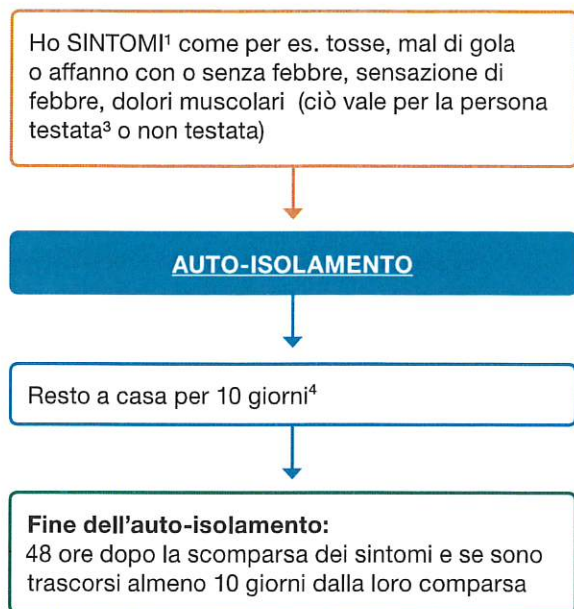 Ho SINTOMI¹ come per es. tosse, mal di gola
o affanno con o senza febbre, sensazione di
febbre, dolori muscolari (ciò vale per la persona
testata³ o non testata)
AUTO-ISOLAMENTO
Resto a casa per 10 giorni⁴
Fine dell'auto-isolamento:
48 ore dopo la scomparsa dei sintomi e se sono
trascorsi almeno 10 giorni dalla loro comparsa